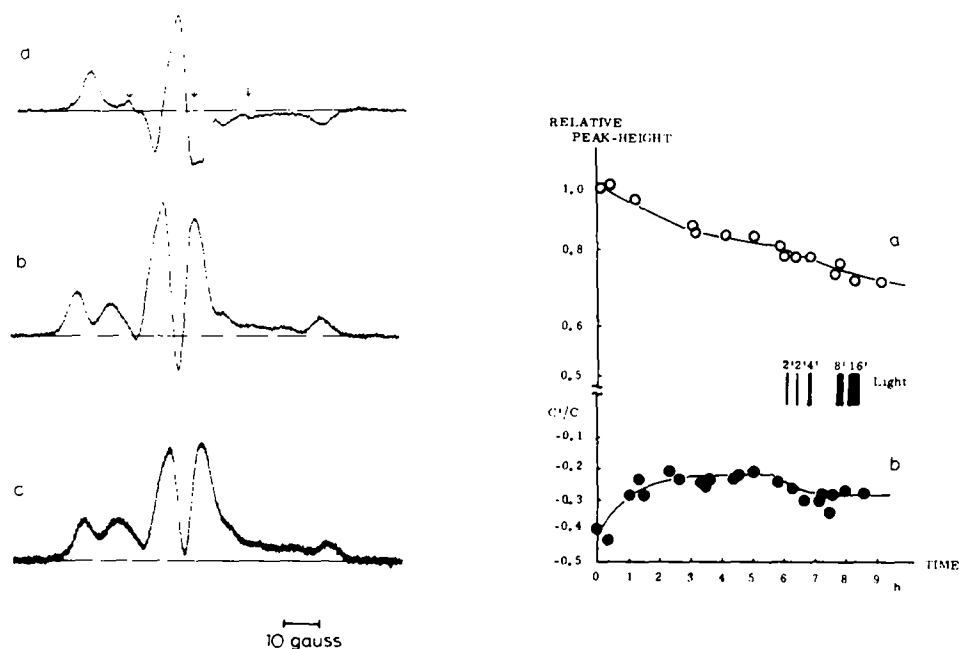 a
b
c
10 gauss
RELATIVE
PEAK-HEIGHT
1,0
0,8
0,6
0,5
a
2' 2' 4' 8' 16'
Light
C'/C
-0,1
-0,2
-0,3
-0,4
-0,5
b
0 1 2 3 4 5 6 7 8 9
TIME
h